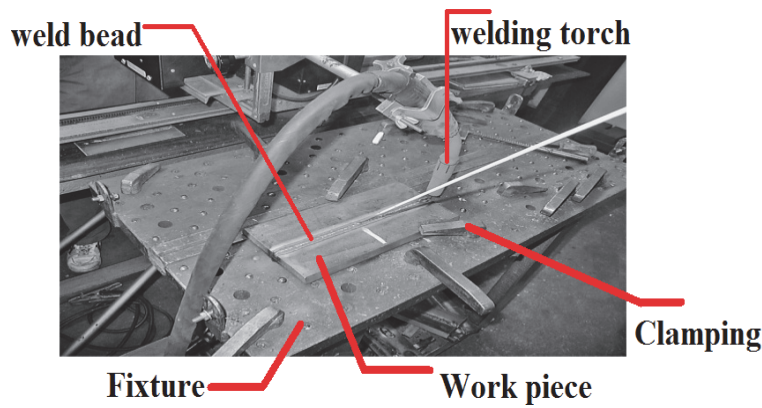 weld bead
welding torch
Clamping
Fixture
Work piece